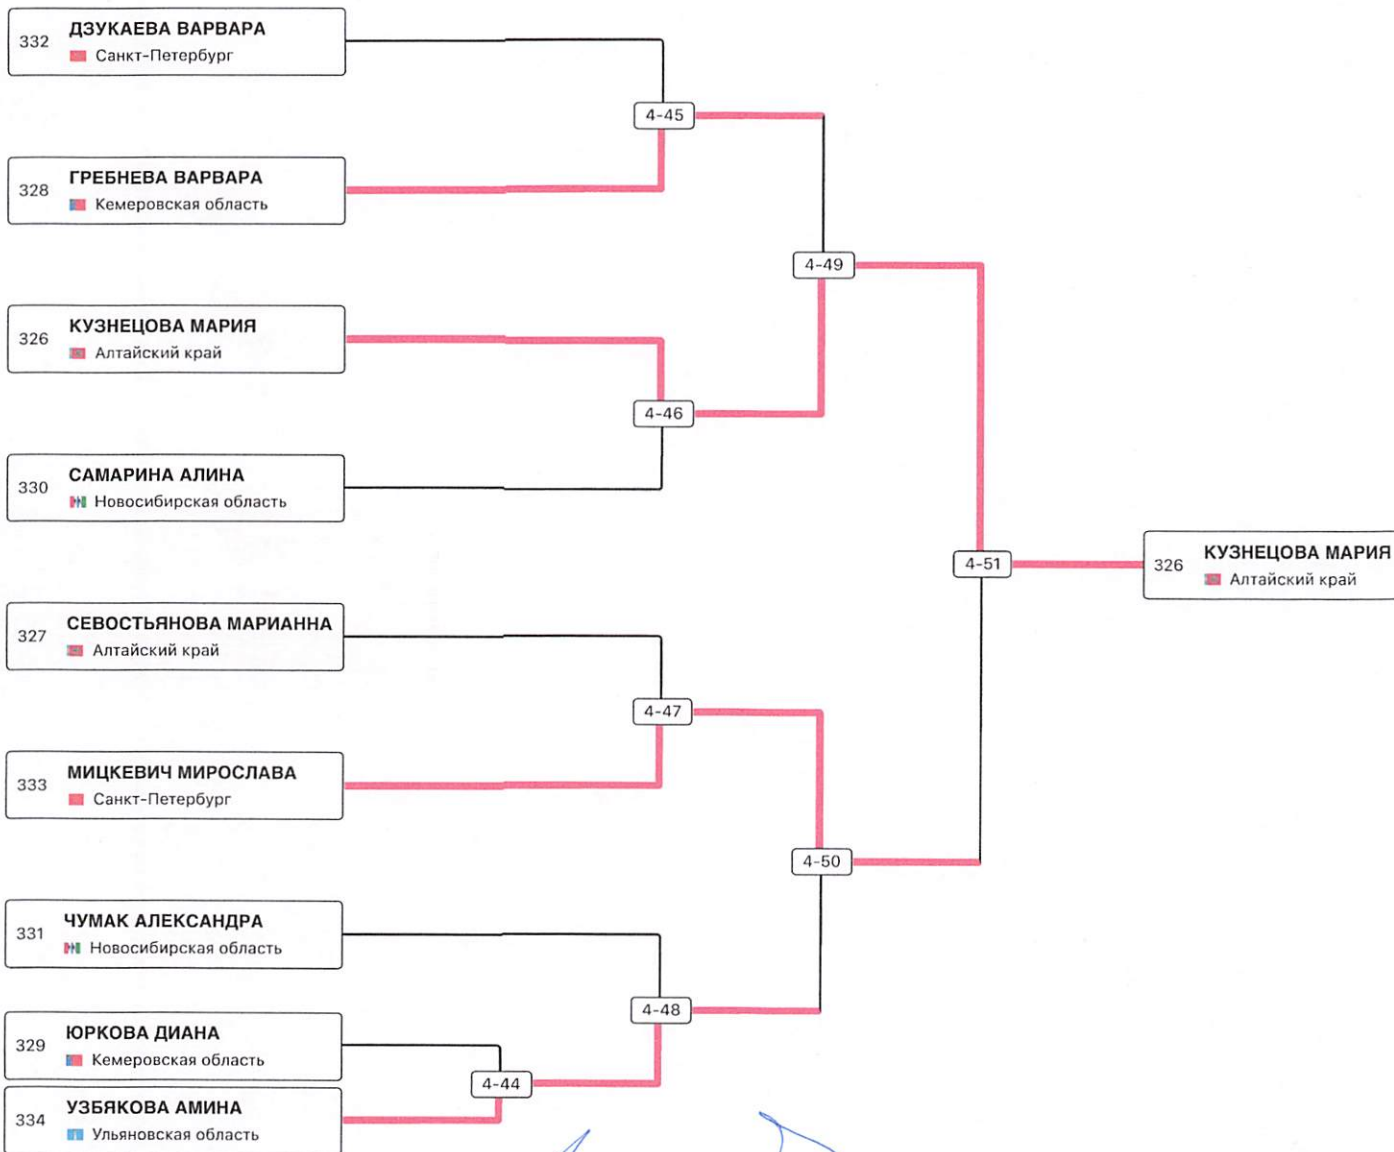 332 ДЗУКАЕВА ВАРВАРА
Санкт-Петербург
4-45
328 ГРЕБНЕВА ВАРВАРА
Кемеровская область
4-49
326 КУЗНЕЦОВА МАРИЯ
Алтайский край
4-46
330 САМАРИНА АЛИНА
Новосибирская область
4-51
326 КУЗНЕЦОВА МАРИЯ
Алтайский край
327 СЕВОСТЬЯНОВА МАРИАННА
Алтайский край
4-47
333 МИЦКЕВИЧ МИРОСЛАВА
Санкт-Петербург
4-50
331 ЧУМАК АЛЕКСАНДРА
Новосибирская область
4-48
329 ЮРКОВА ДИАНА
Кемеровская область
4-44
334 УЗБЯКОВА АМИНА
Ульяновская область